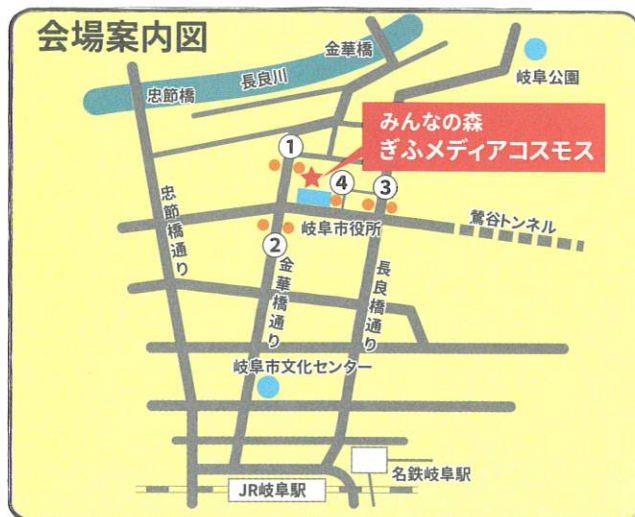 会場案内図
金華橋
岐阜公園
長良川
忠節橋
みんなの森
ぎふメディアコスモス
①
④
③
鶯谷トンネル
岐阜市役所
②
忠節橋通り
金華橋通り
長良橋通り
岐阜市文化センター
名鉄岐阜駅
JR岐阜駅